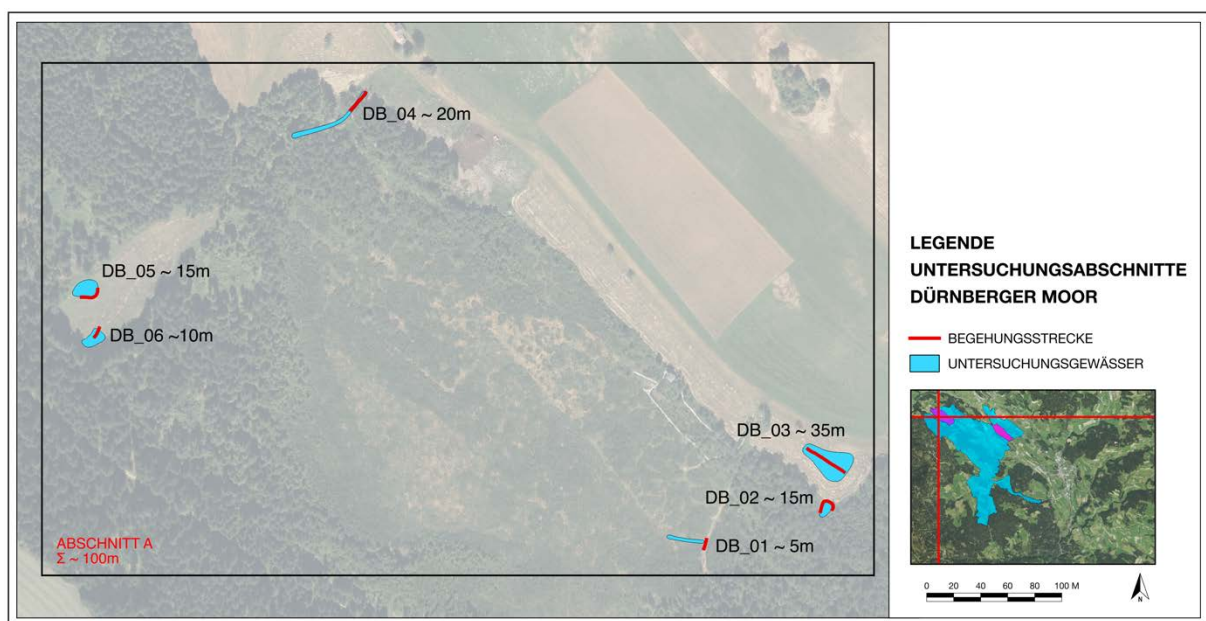 DB_04 ~ 20m
DB_05 ~ 15m
DB_06 ~10m
DB_03 ~ 35m
DB_02 ~ 15m
DB_01 ~ 5m
ABSCHNITT A
Σ ~ 100m
LEGENDE
UNTERSUCHUNGSABSCHNITTE
DÜRNBERGER MOOR
BEGEHUNGSSTRECKE
UNTERSUCHUNGSGEWÄSSER
0 20 40 60 80 100 M
N